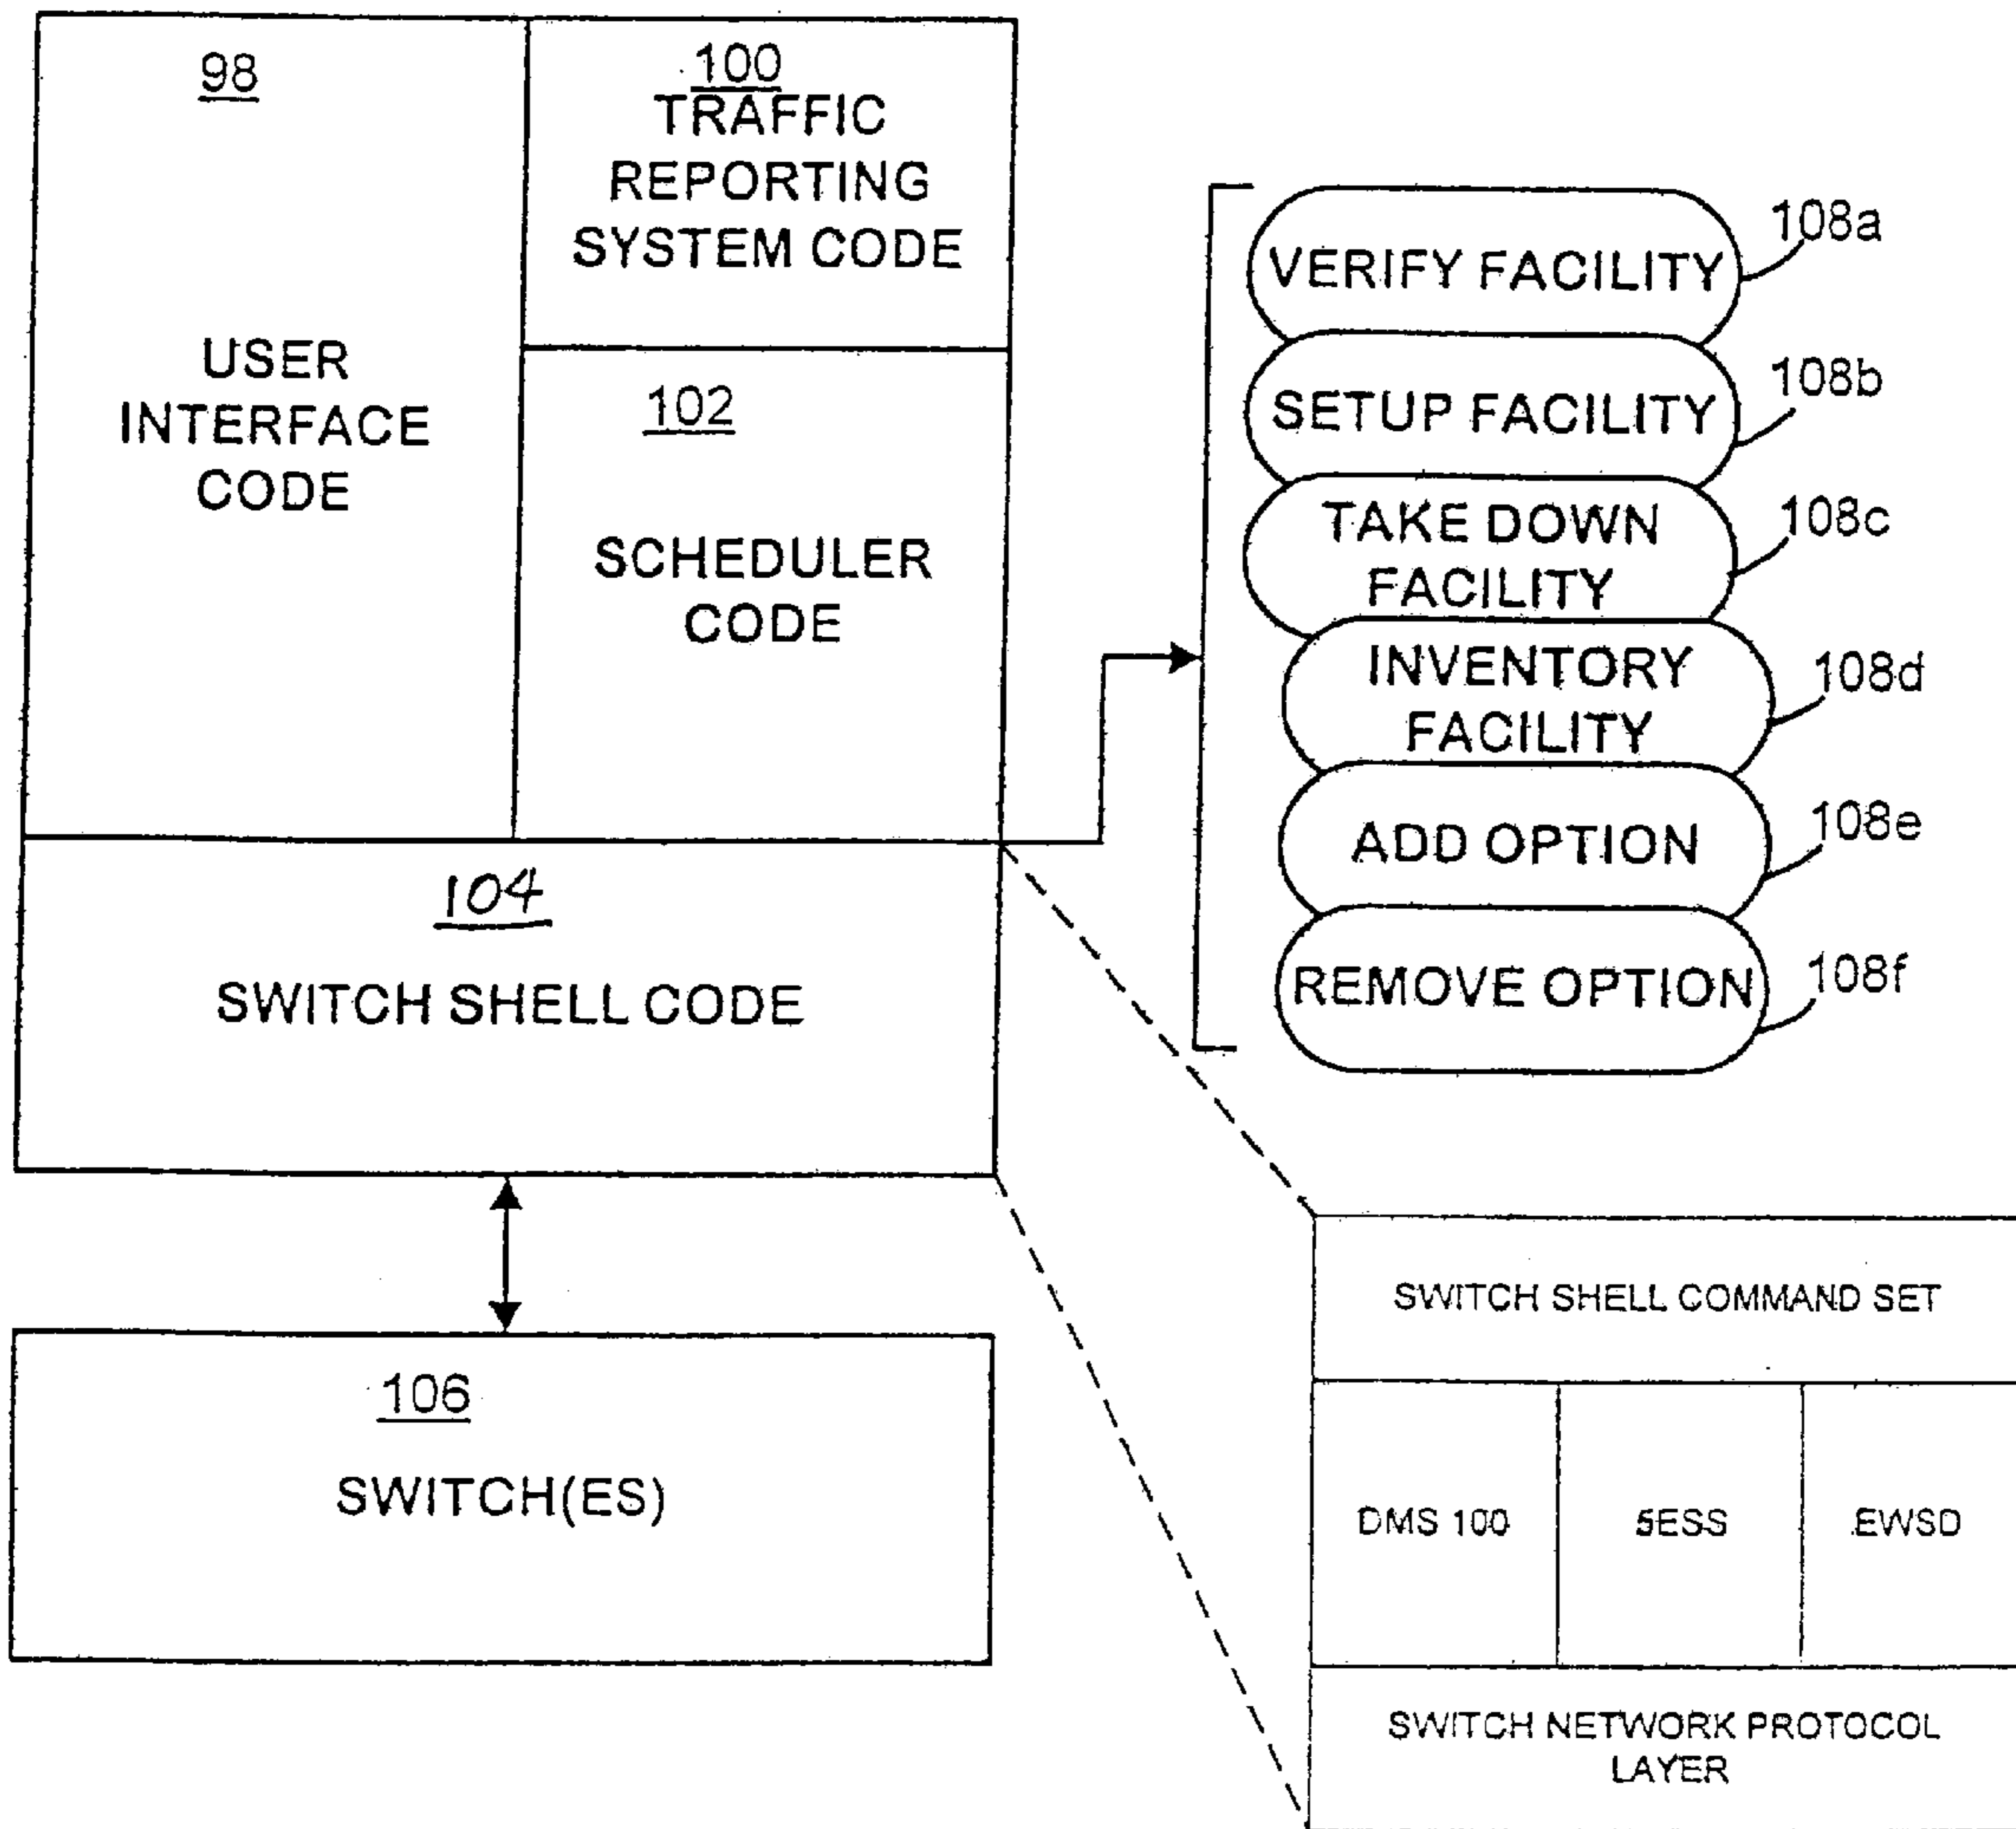 98
USER
INTERFACE
CODE
100
TRAFFIC
REPORTING
SYSTEM CODE
102
SCHEDULER
CODE
104
SWITCH SHELL CODE
106
SWITCH(ES)
VERIFY FACILITY
108a
SETUP FACILITY
108b
TAKE DOWN
FACILITY
108c
INVENTORY
FACILITY
108d
ADD OPTION
108e
REMOVE OPTION
108f
SWITCH SHELL COMMAND SET
DMS 100
5ESS
EWSD
SWITCH NETWORK PROTOCOL
LAYER